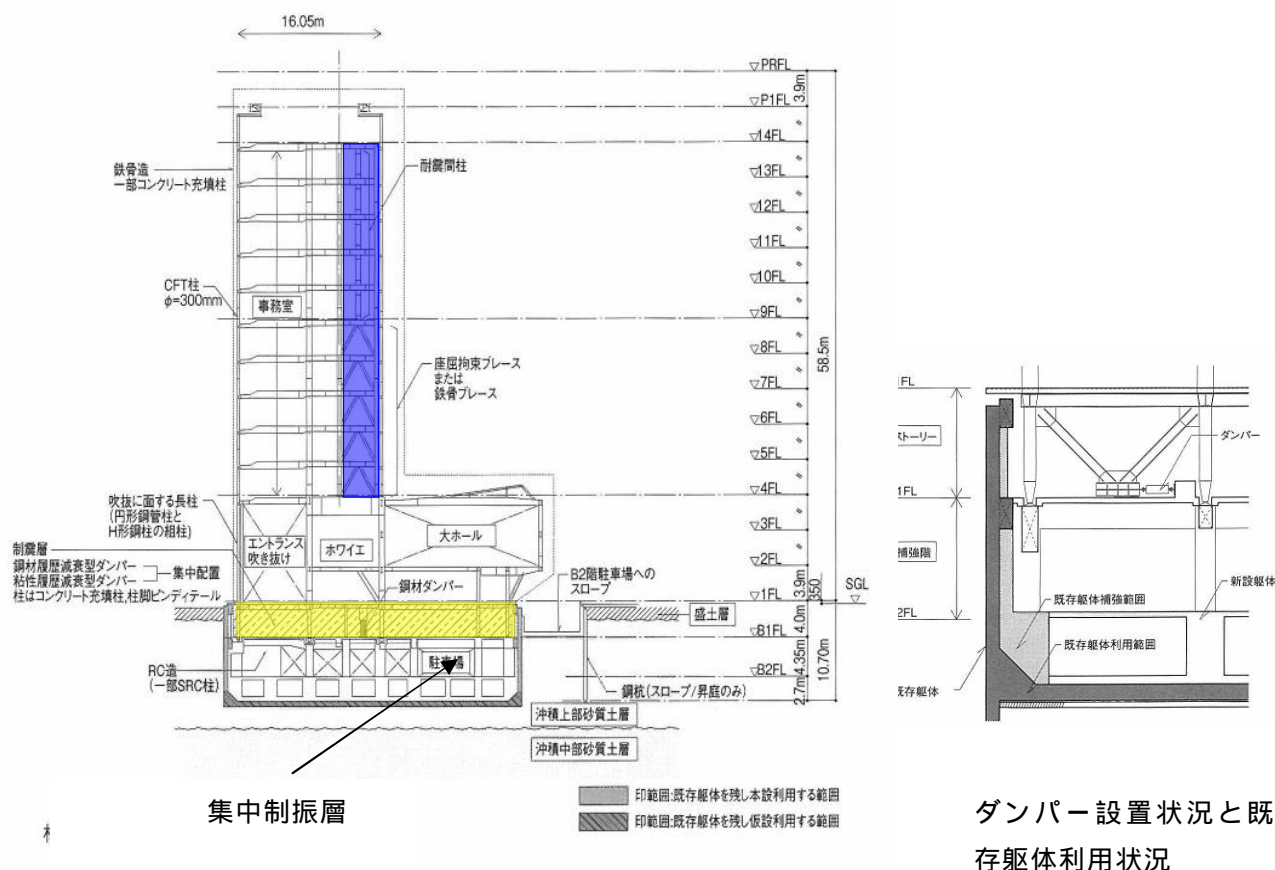 16.05m
▽PRFL
3.9m
▽P1FL
▽14FL
▽13FL
▽12FL
▽11FL
▽10FL
▽9FL
▽8FL
▽7FL
▽6FL
▽5FL
▽4FL
▽3FL
▽2FL
▽1FL
▽B1FL
▽B2FL
58.5m
3.9m
350
SGL
4.0m
4.35m
2.7m
10.70m
鉄骨造
一部コンクリート充填柱
耐震間柱
CFT柱
φ=300mm
事務室
座屈拘束ブレース
または
鉄骨ブレース
吹抜に面する長柱
(円形鋼管柱と
H形鋼柱の組柱)
エントランス
吹き抜け
ホワイエ
大ホール
制震層
鋼材履歴減衰型ダンパー
粘性履歴減衰型ダンパー
集中配置
柱はコンクリート充填柱,柱脚ピンディテール
鋼材ダンパー
B2階駐車場への
スロープ
盛土層
RC造
(一部SRC柱)
駐車場
鋼杭(スロープ/昇庭のみ)
沖積上部砂質土層
沖積中部砂質土層
集中制振層
印範囲:既存躯体を残し本設利用する範囲
印範囲:既存躯体を残し仮設利用する範囲
FL
ストーリー
ダンパー
1FL
補強階
新設躯体
既存躯体補強範囲
2FL
既存躯体利用範囲
既存躯体
ダンパー設置状況と既
存躯体利用状況